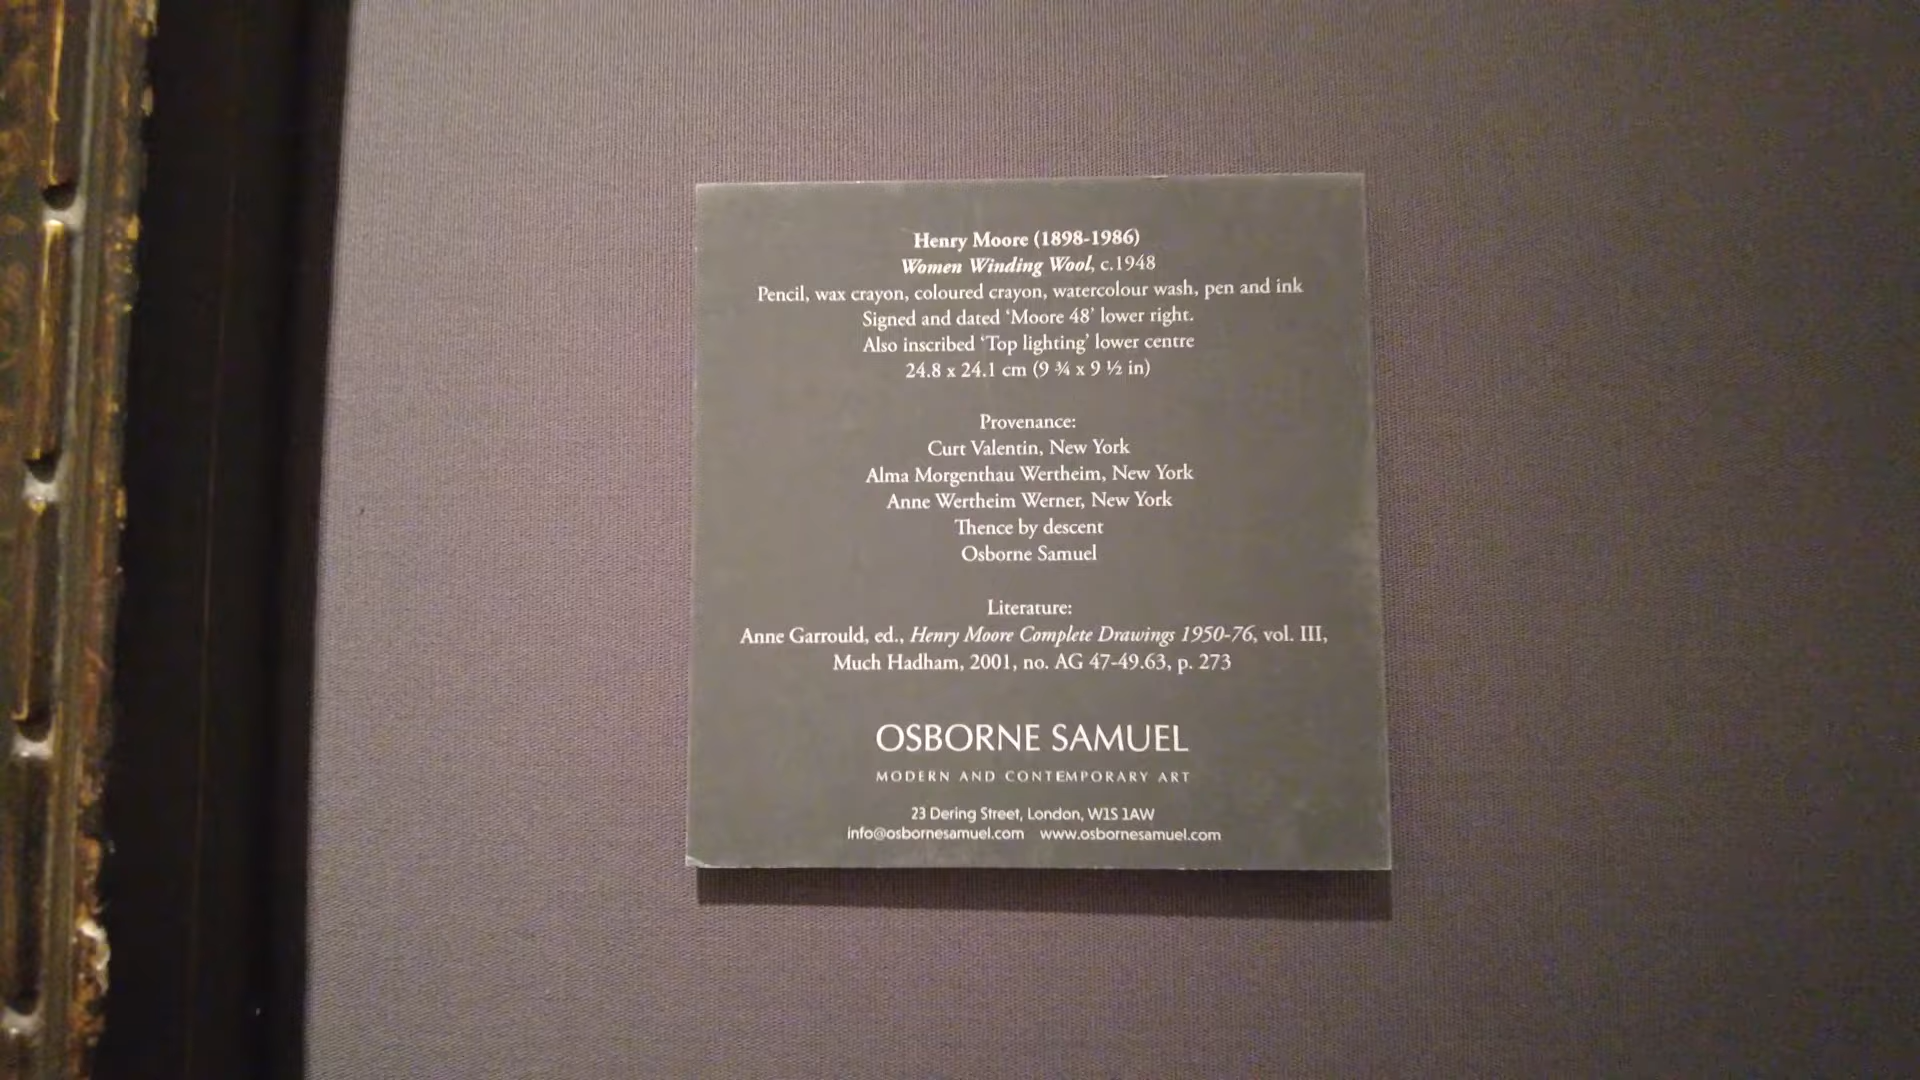 Henry Moore (1898-1986)
Women Winding Wool, c.1948
Pencil, wax crayon, coloured crayon, watercolour wash, pen and ink
Signed and dated ‘Moore 48’ lower right.
Also inscribed ‘Top lighting’ lower centre
24.8 x 24.1 cm (9 ¾ x 9 ½ in)
Provenance:
Curt Valentin, New York
Alma Morgenthau Wertheim, New York
Anne Wertheim Werner, New York
Thence by descent
Osborne Samuel
Literature:
Anne Garrould, ed., Henry Moore Complete Drawings 1950-76, vol. III,
Much Hadham, 2001, no. AG 47-49.63, p. 273
OSBORNE SAMUEL
MODERN AND CONTEMPORARY ART
23 Dering Street, London, W1S 1AW
info@osbornesamuel.com www.osbornesamuel.com